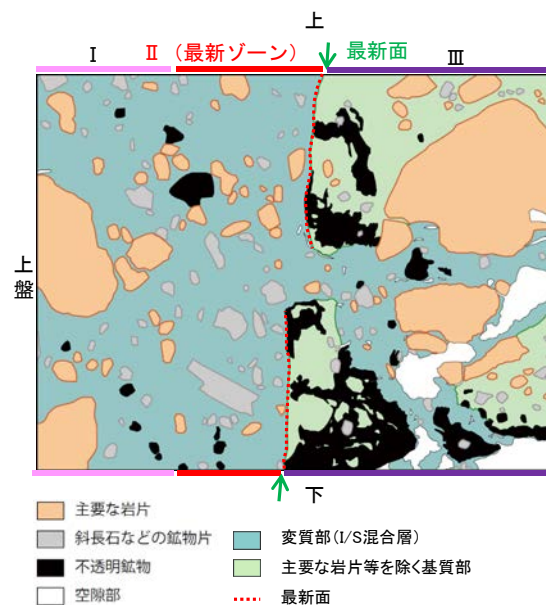 上
Ⅰ Ⅱ (最新ゾーン) 最新面 Ⅲ
上盤
下
主要な岩片
斜長石などの鉱物片
不透明鉱物
空隙部
変質部(I/S混合層)
主要な岩片等を除く基質部
最新面